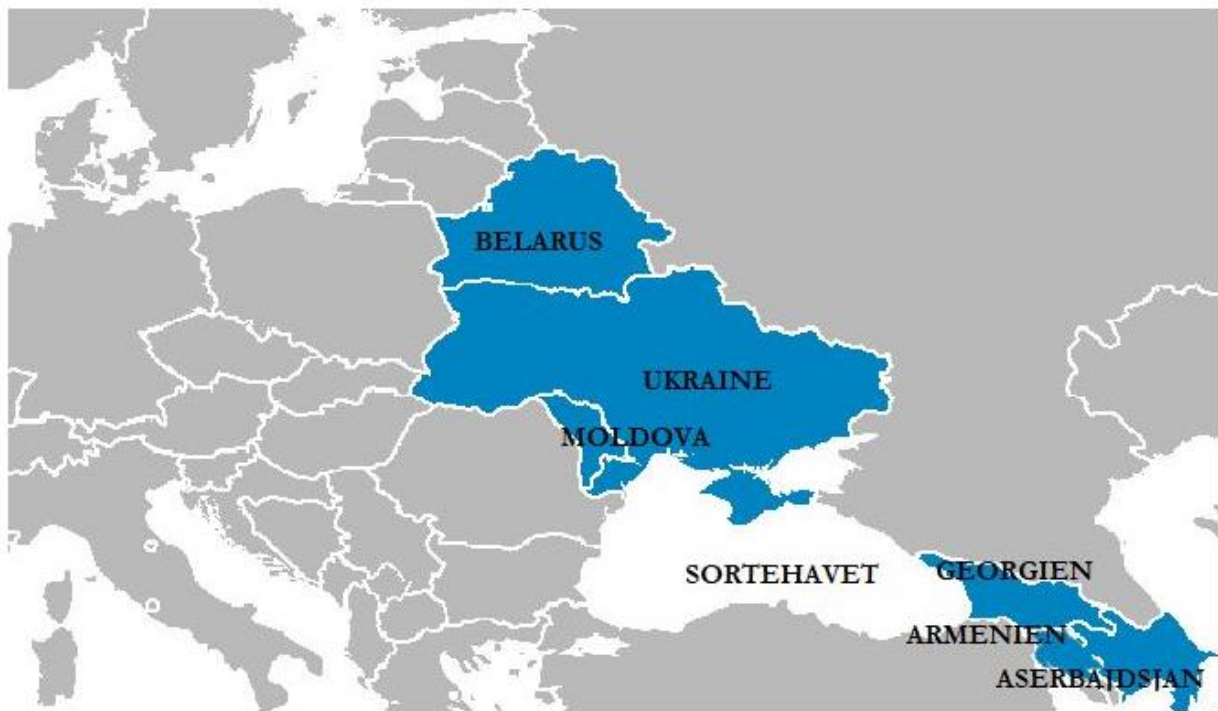 BELARUS
UKRAINE
MOLDOVA
SORTEHAVET
GEORGIEN
ARMENIEN
ASERBAJDSJAN